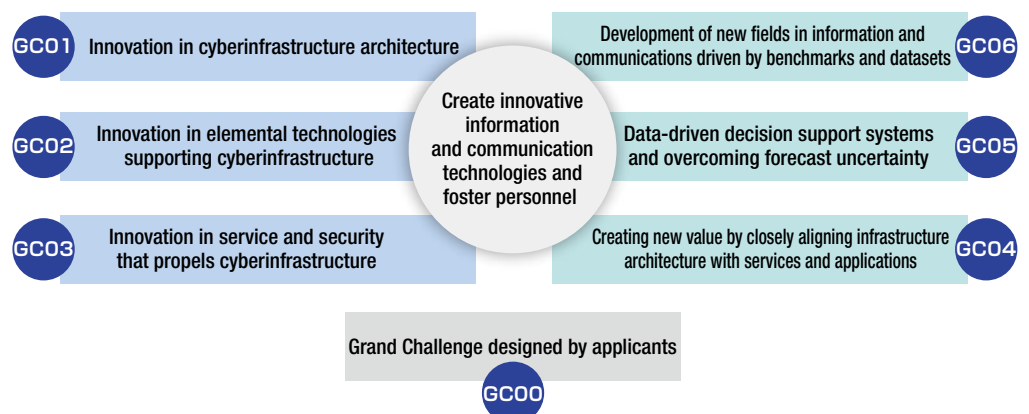 GC01
Innovation in cyberinfrastructure architecture
GC02
Innovation in elemental technologies
supporting cyberinfrastructure
GC03
Innovation in service and security
that propels cyberinfrastructure
Create innovative
information
and communication
technologies and
foster personnel
Development of new fields in information and
communications driven by benchmarks and datasets
GC06
Data-driven decision support systems
and overcoming forecast uncertainty
GC05
Creating new value by closely aligning infrastructure
architecture with services and applications
GC04
Grand Challenge designed by applicants
GC00